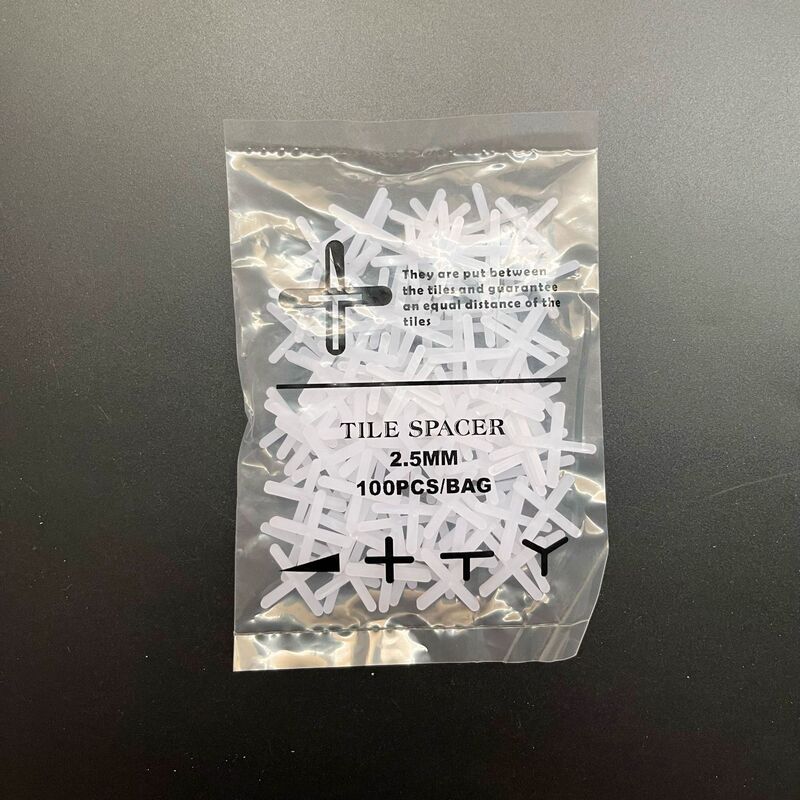 They are put between
the tiles and guarantee
an equal distance of the
tiles
TILE SPACER
2.5MM
100PCS/BAG